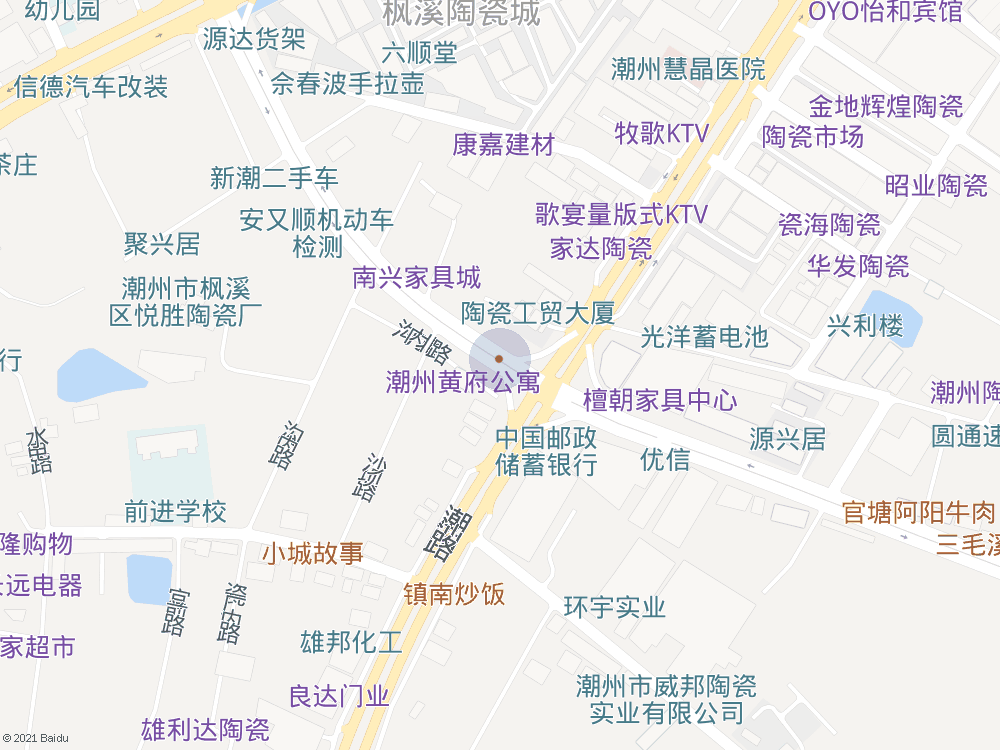 幼儿园
枫溪陶瓷城
OYO怡和宾馆
源达货架
六顺堂
潮州慧晶医院
信德汽车改装
余春波手拉壶
金地辉煌陶瓷
陶瓷市场
牧歌KTV
康嘉建材
茶庄
新潮二手车
昭业陶瓷
安又顺机动车
检测
歌宴量版式KTV
家达陶瓷
瓷海陶瓷
聚兴居
南兴家具城
华发陶瓷
潮州市枫溪
区悦胜陶瓷厂
陶瓷工贸大厦
光洋蓄电池
兴利楼
行
潮州黄府公寓
檀朝家具中心
潮州陶
中国邮政
储蓄银行
优信
源兴居
圆通速
前进学校
官塘阿阳牛肉
隆购物
小城故事
三毛溪
远电器
镇南炒饭
环宇实业
家超市
雄邦化工
良达门业
潮州市威邦陶瓷
实业有限公司
雄利达陶瓷
© 2021 Baidu